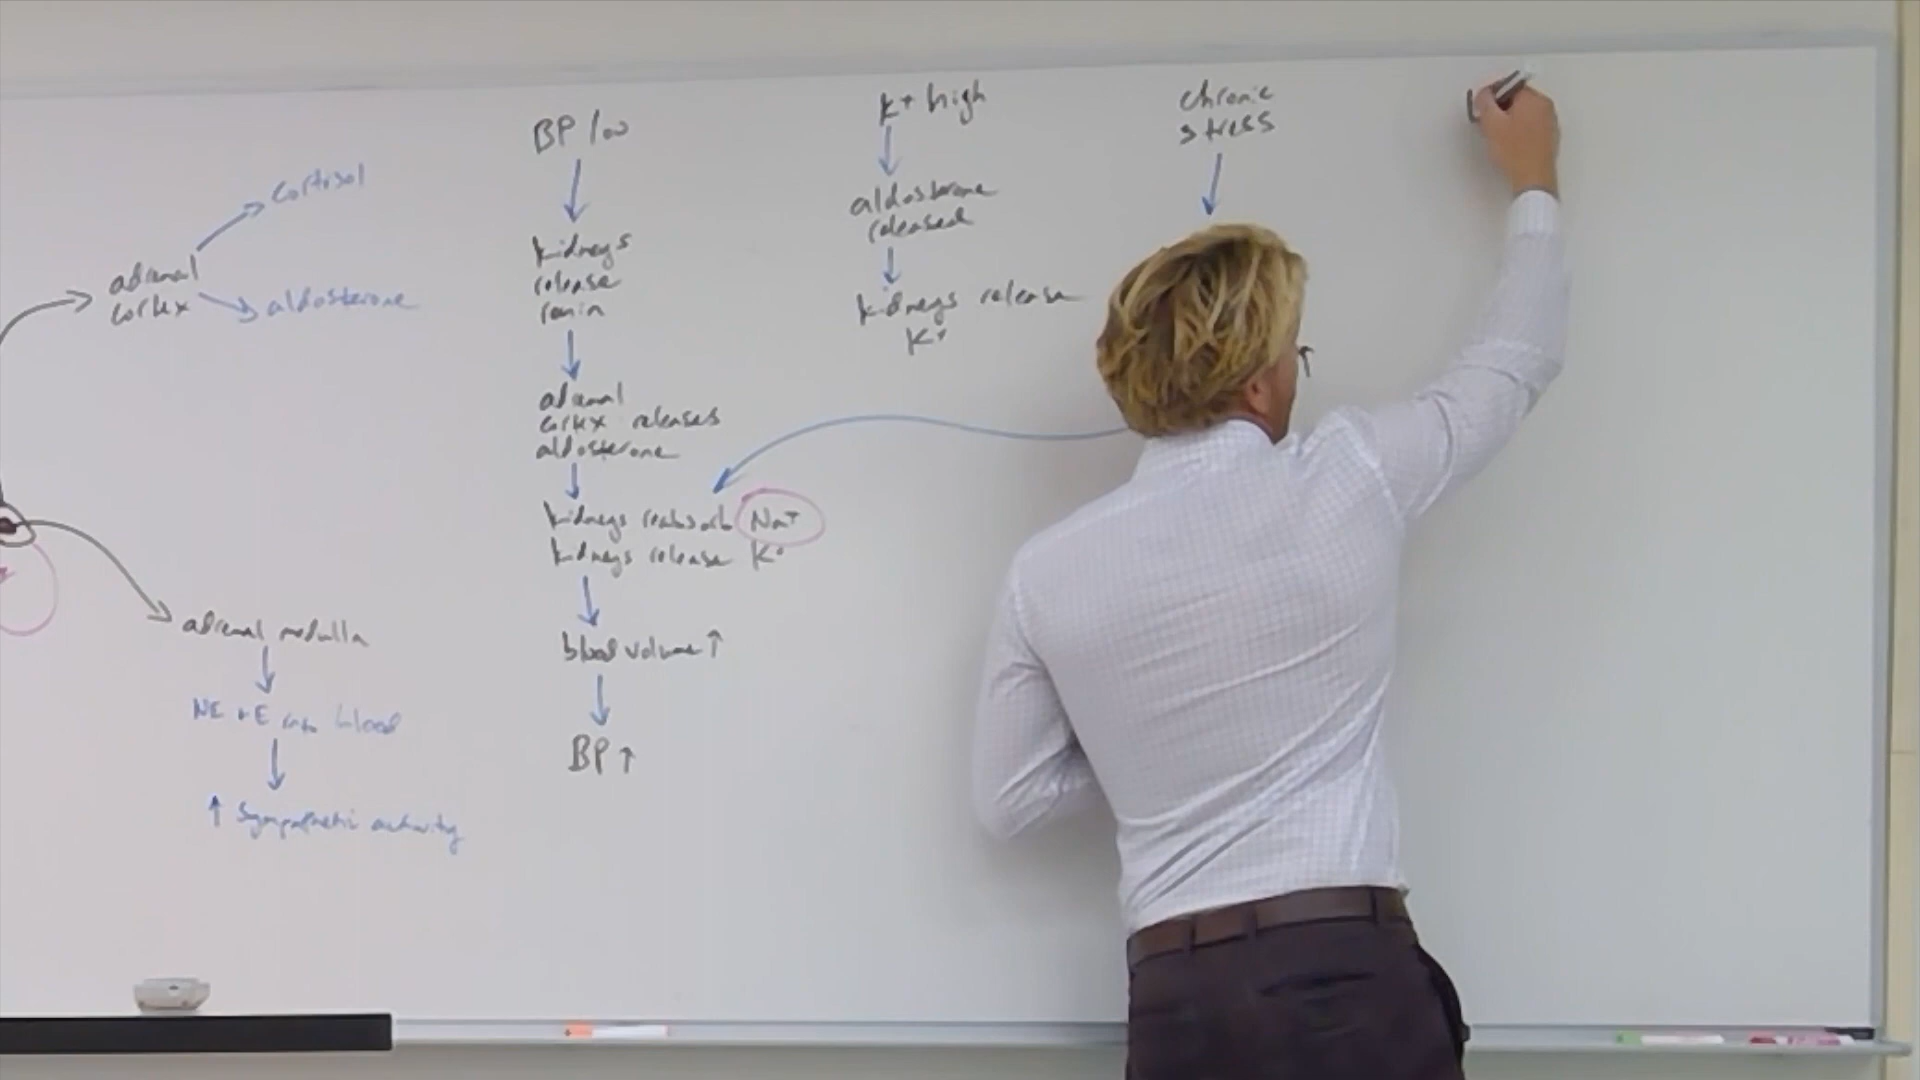 cortisol
adrenal
cortex
aldosterone
adrenal medulla
NE + E into blood
↑ Sympathetic activity
BP low
kidneys
release
renin
adrenal
cortex releases
aldosterone
kidneys reabsorb Na+
kidneys release K+
blood volume ↑
BP ↑
K+ high
aldosterone
released
kidneys release
K+
chronic
stress
↑